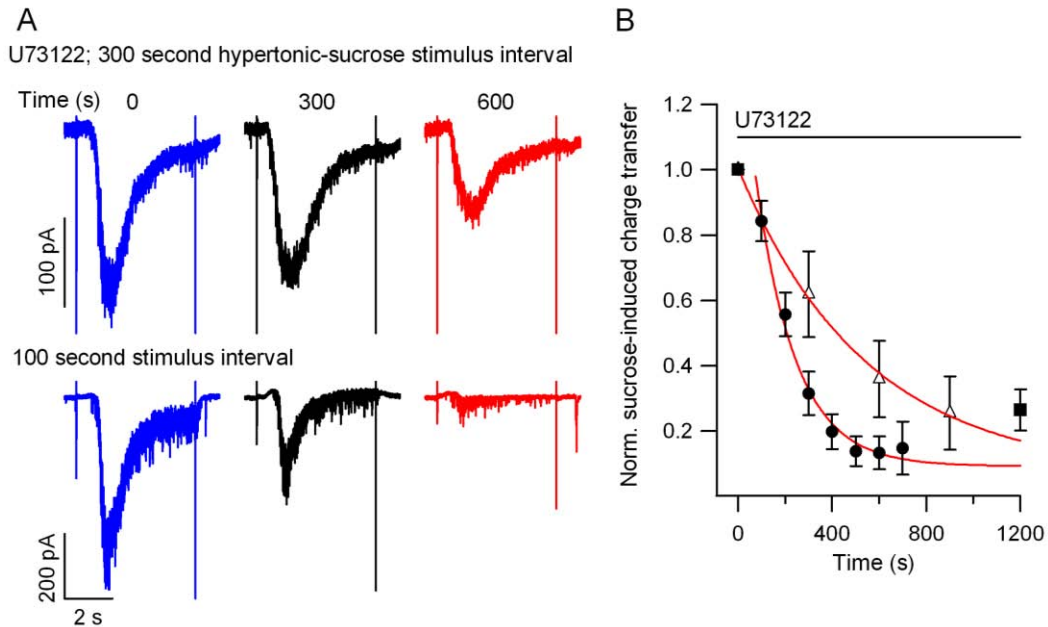 A
U73122; 300 second hypertonic-sucrose stimulus interval
Time (s) 0 300 600
100 pA
100 second stimulus interval
200 pA
2 s
B
U73122
Norm. sucrose-induced charge transfer
1.2
1.0
0.8
0.6
0.4
0.2
0 400 800 1200
Time (s)